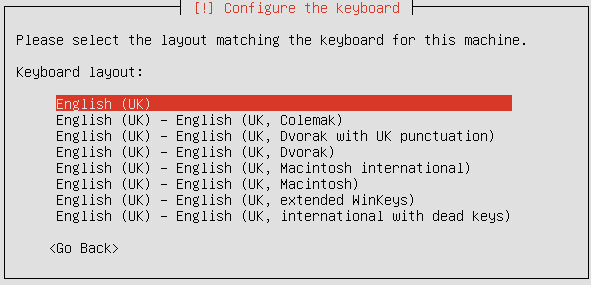 [!] Configure the keyboard
Please select the layout matching the keyboard for this machine.
Keyboard layout:
English (UK)
English (UK) – English (UK, Colemak)
English (UK) – English (UK, Dvorak with UK punctuation)
English (UK) – English (UK, Dvorak)
English (UK) – English (UK, Macintosh international)
English (UK) – English (UK, Macintosh)
English (UK) – English (UK, extended WinKeys)
English (UK) – English (UK, international with dead keys)
<Go Back>